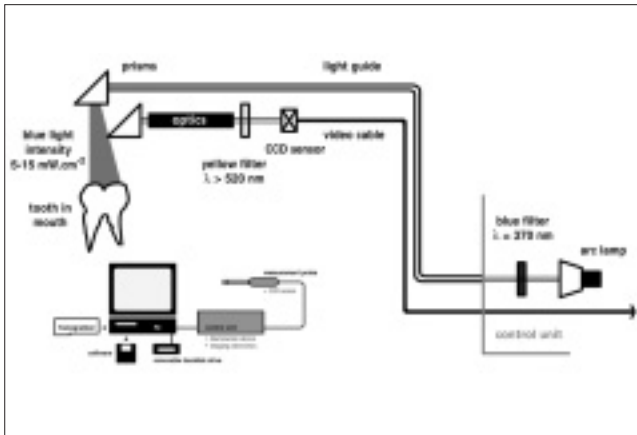 prisms
light guide
optics
blue light
intensity
5-15 mW.cm⁻²
CCD sensor
video cable
yellow filter
λ > 520 nm
tooth in
mouth
blue filter
λ = 370 nm
arc lamp
control unit
software